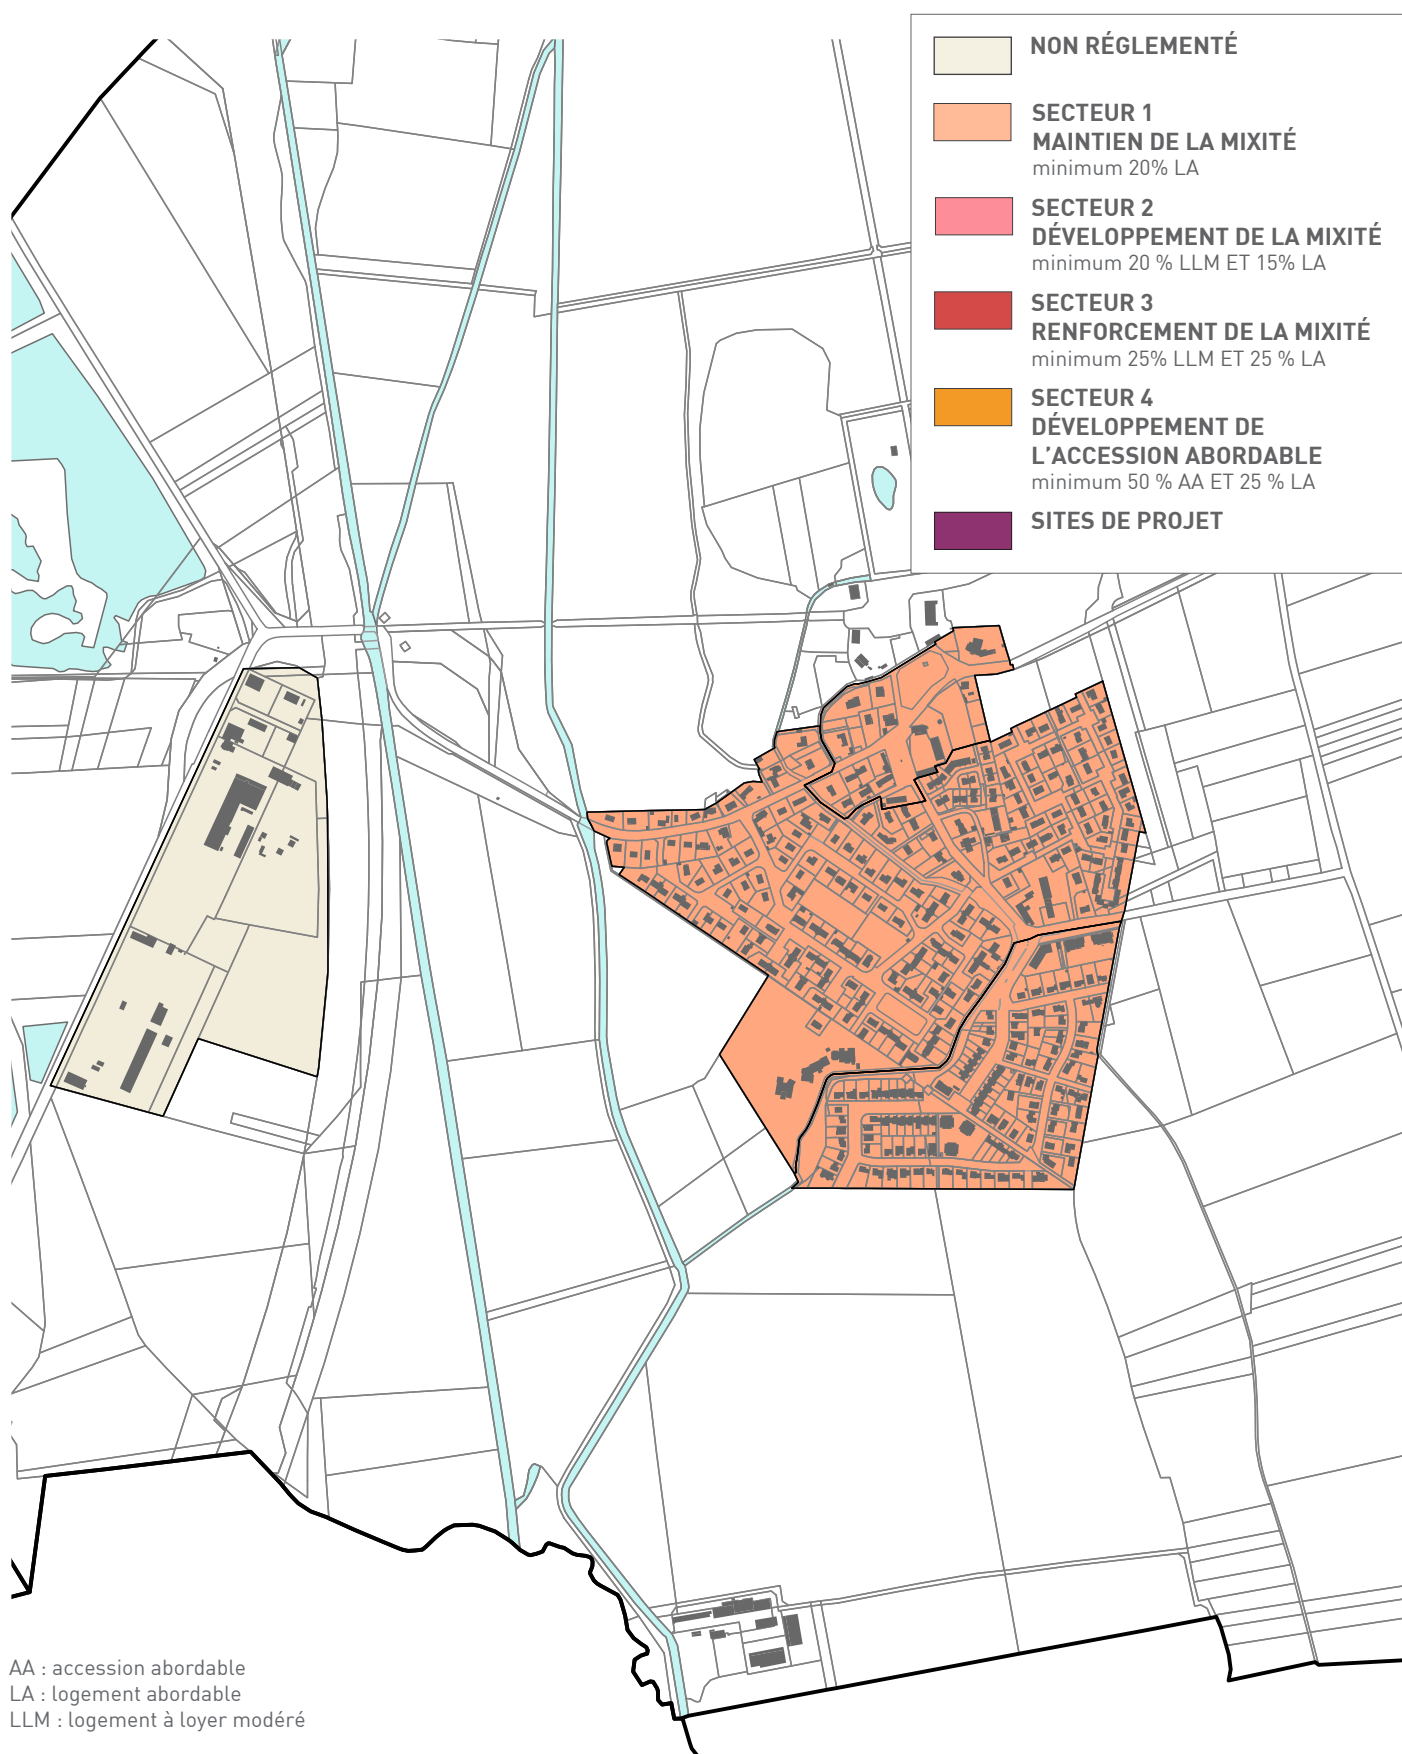 NON RÉGLEMENTÉ
SECTEUR 1
MAINTIEN DE LA MIXITÉ
minimum 20% LA
SECTEUR 2
DÉVELOPPEMENT DE LA MIXITÉ
minimum 20 % LLM ET 15% LA
SECTEUR 3
RENFORCEMENT DE LA MIXITÉ
minimum 25% LLM ET 25 % LA
SECTEUR 4
DÉVELOPPEMENT DE
L'ACCESSION ABORDABLE
minimum 50 % AA ET 25 % LA
SITES DE PROJET
AA : accession abordable
LA : logement abordable
LLM : logement à loyer modéré